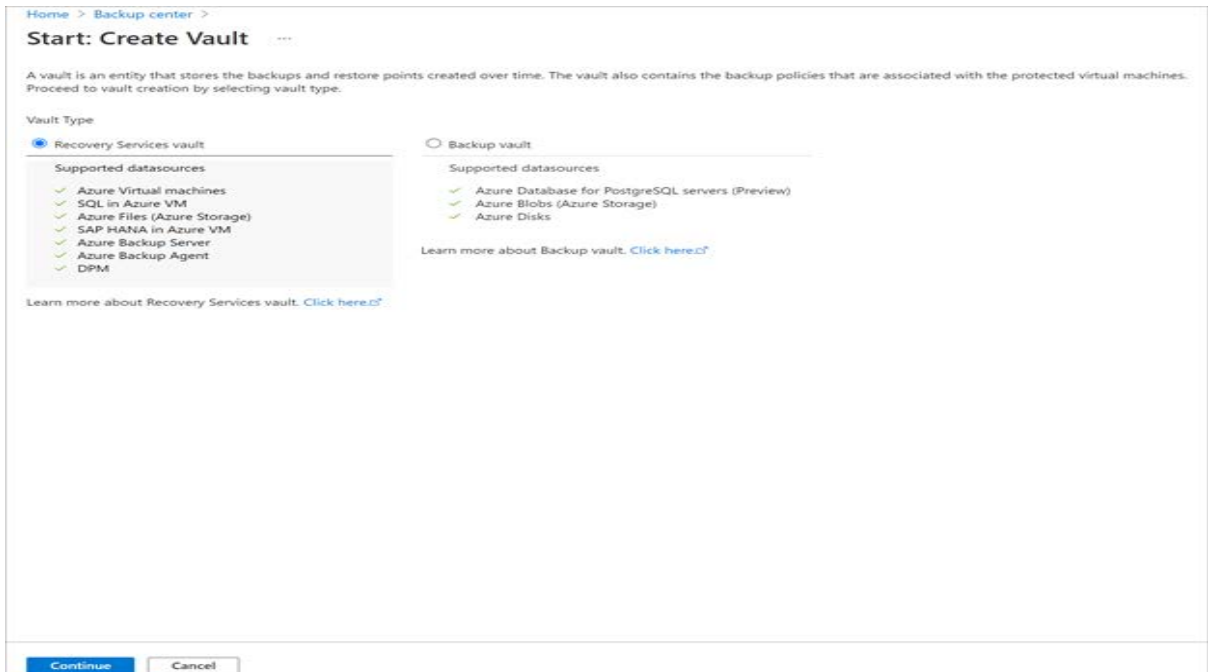 Home > Backup center >
Start: Create Vault ...
A vault is an entity that stores the backups and restore points created over time. The vault also contains the backup policies that are associated with the protected virtual machines.
Proceed to vault creation by selecting vault type.
Vault Type
Recovery Services vault
Supported datasources
Azure Virtual machines
SQL in Azure VM
Azure Files (Azure Storage)
SAP HANA in Azure VM
Azure Backup Server
Azure Backup Agent
DPM
Learn more about Recovery Services vault. Click here.
Backup vault
Supported datasources
Azure Database for PostgreSQL servers (Preview)
Azure Blobs (Azure Storage)
Azure Disks
Learn more about Backup vault. Click here.
Continue
Cancel